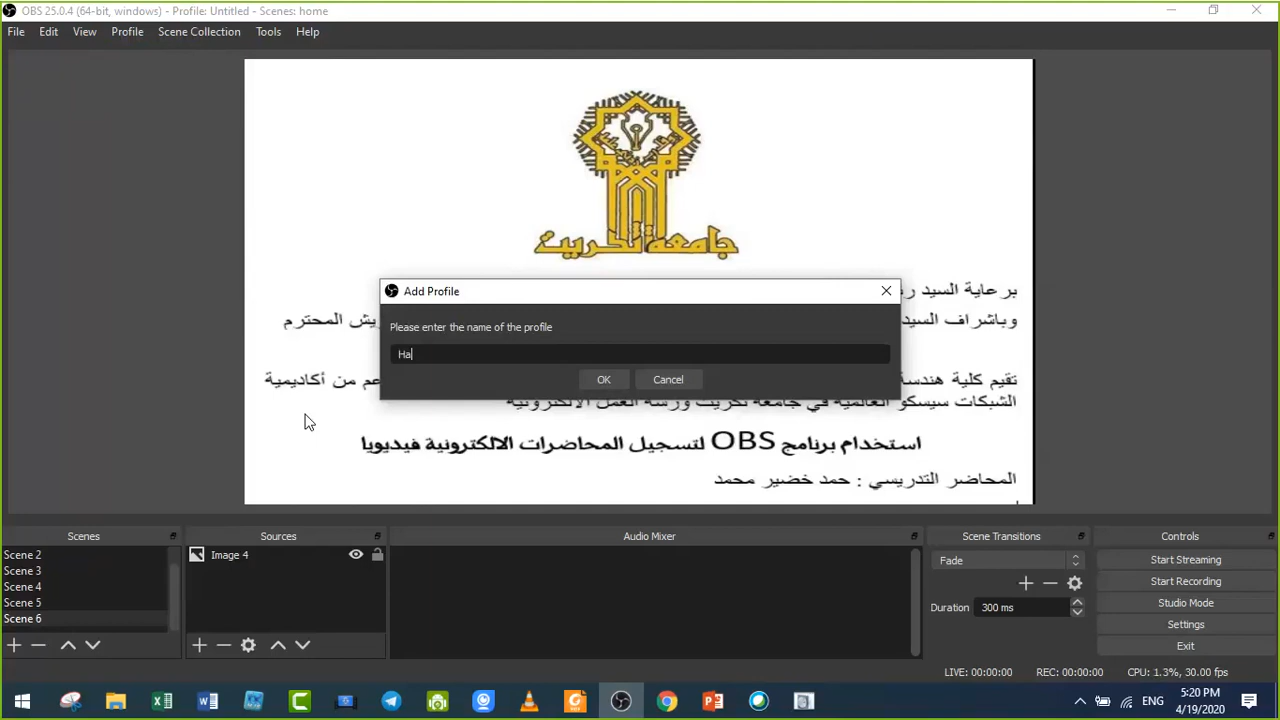 OBS 25.0.4 (64-bit, windows) - Profile: Untitled - Scenes: home
File Edit View Profile Scene Collection Tools Help
جامعة تكريت
Add Profile
برعاية السيد
Please enter the name of the profile
وباشراف السيد
يش المحترم
Ha
OK Cancel
تقيم كلية هندسة
عم من أكاديمية
الشبكات سيسكو العالمية في جامعة تكريت ورشة العمل الالكترونية
استخدام برنامج OBS لتسجيل المحاضرات الالكترونية فيديويا
المحاضر التدريسي : حمد خضير محمد
Scenes Sources Audio Mixer Scene Transitions Controls
Scene 2
Scene 3
Scene 4
Scene 5
Scene 6
Image 4
Fade
Duration 300 ms
Start Streaming
Start Recording
Studio Mode
Settings
Exit
LIVE: 00:00:00 REC: 00:00:00 CPU: 1.3%, 30.00 fps
ENG
5:20 PM
4/19/2020